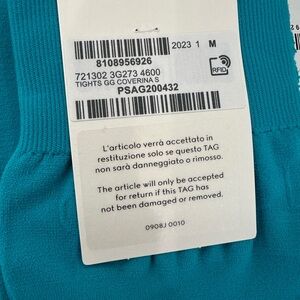 8108956926
2023 1 M
721302 3G273 4600
TIGHTS GG COVERINA S
RFID
PSAG200432
L'articolo verrà accettato in
restituzione solo se questo TAG
non sarà danneggiato o rimosso.
The article will only be accepted
for return if this TAG has
not been damaged or removed.
0908J 0010